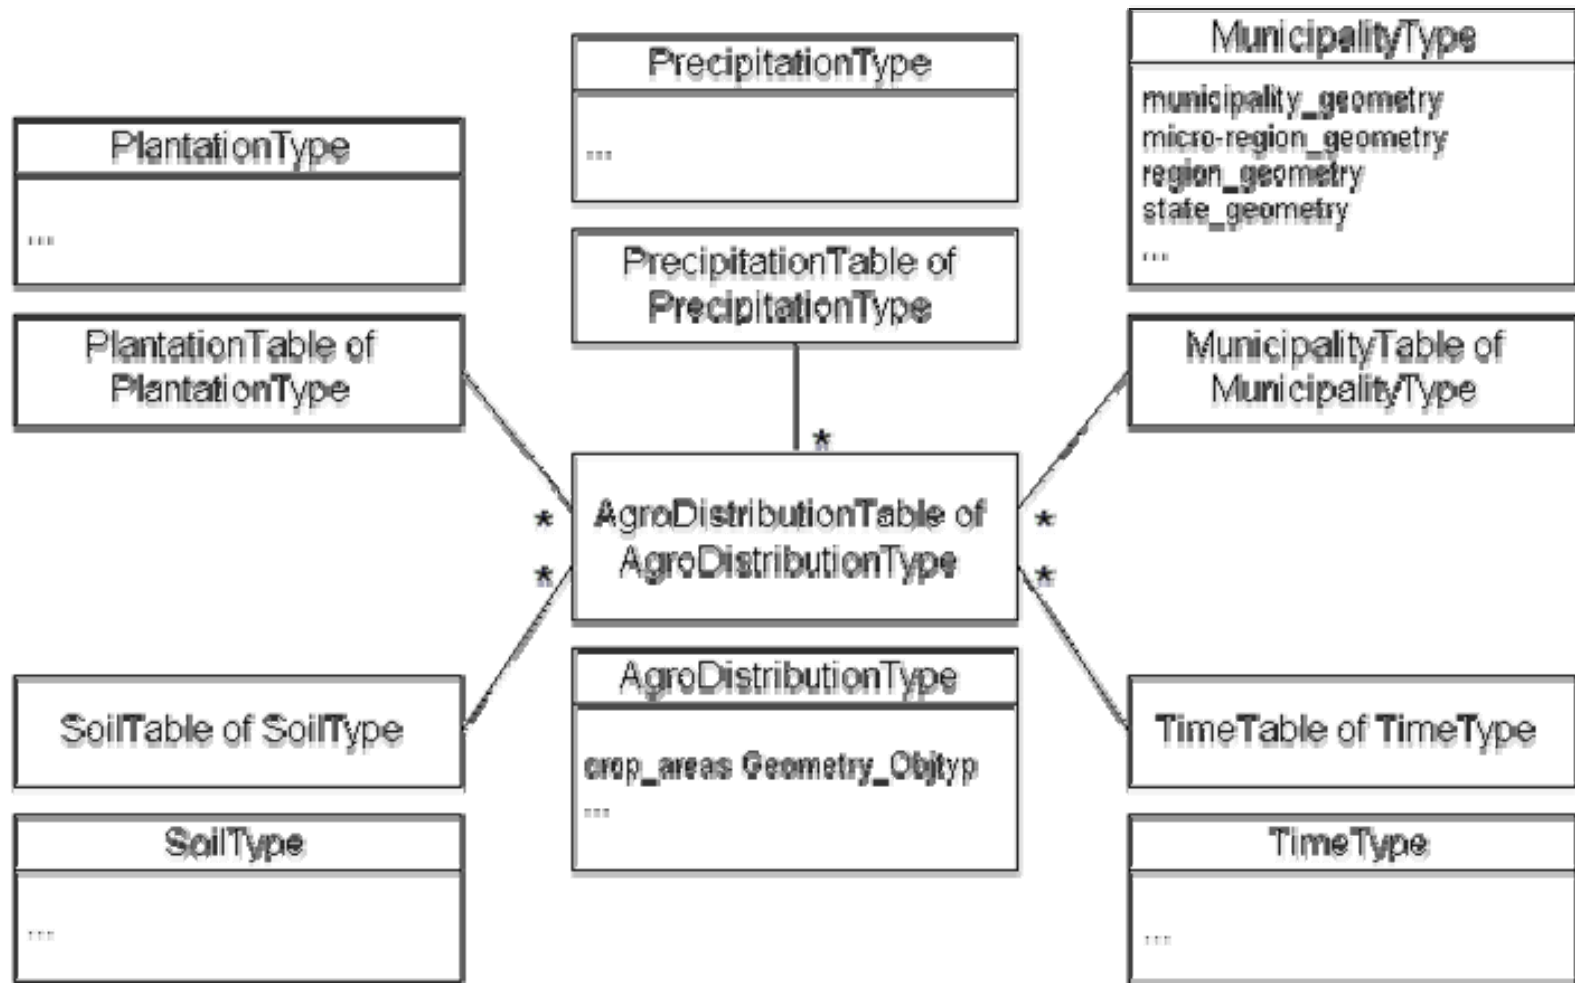 PlantationType
...
PlantationTable of
PlantationType
PrecipitationType
...
PrecipitationTable of
PrecipitationType
MunicipalityType
municipality_geometry
micro-region_geometry
region_geometry
state_geometry
...
MunicipalityTable of
MunicipalityType
*
*
*
*
*
AgroDistributionTable of
AgroDistributionType
AgroDistributionType
crop_areas Geometry_Objtyp
...
SoilTable of SoilType
SoilType
...
TimeTable of TimeType
TimeType
...